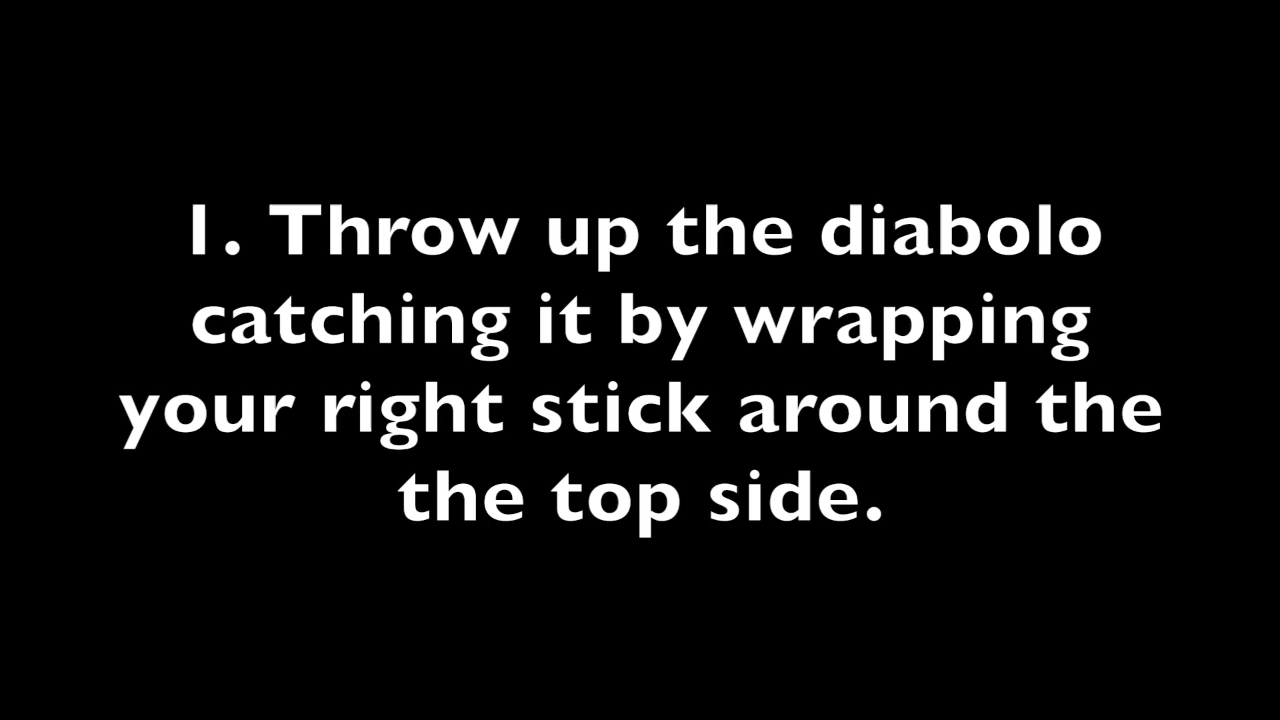 1. Throw up the diabolo
catching it by wrapping
your right stick around the
the top side.